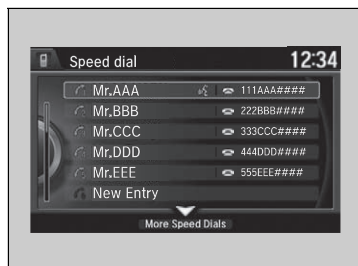 Speed dial 12:34
Mr.AAA 111AAA####
Mr.BBB 222BBB####
Mr.CCC 333CCC####
Mr.DDD 444DDD####
Mr.EEE 555EEE####
New Entry
More Speed Dials